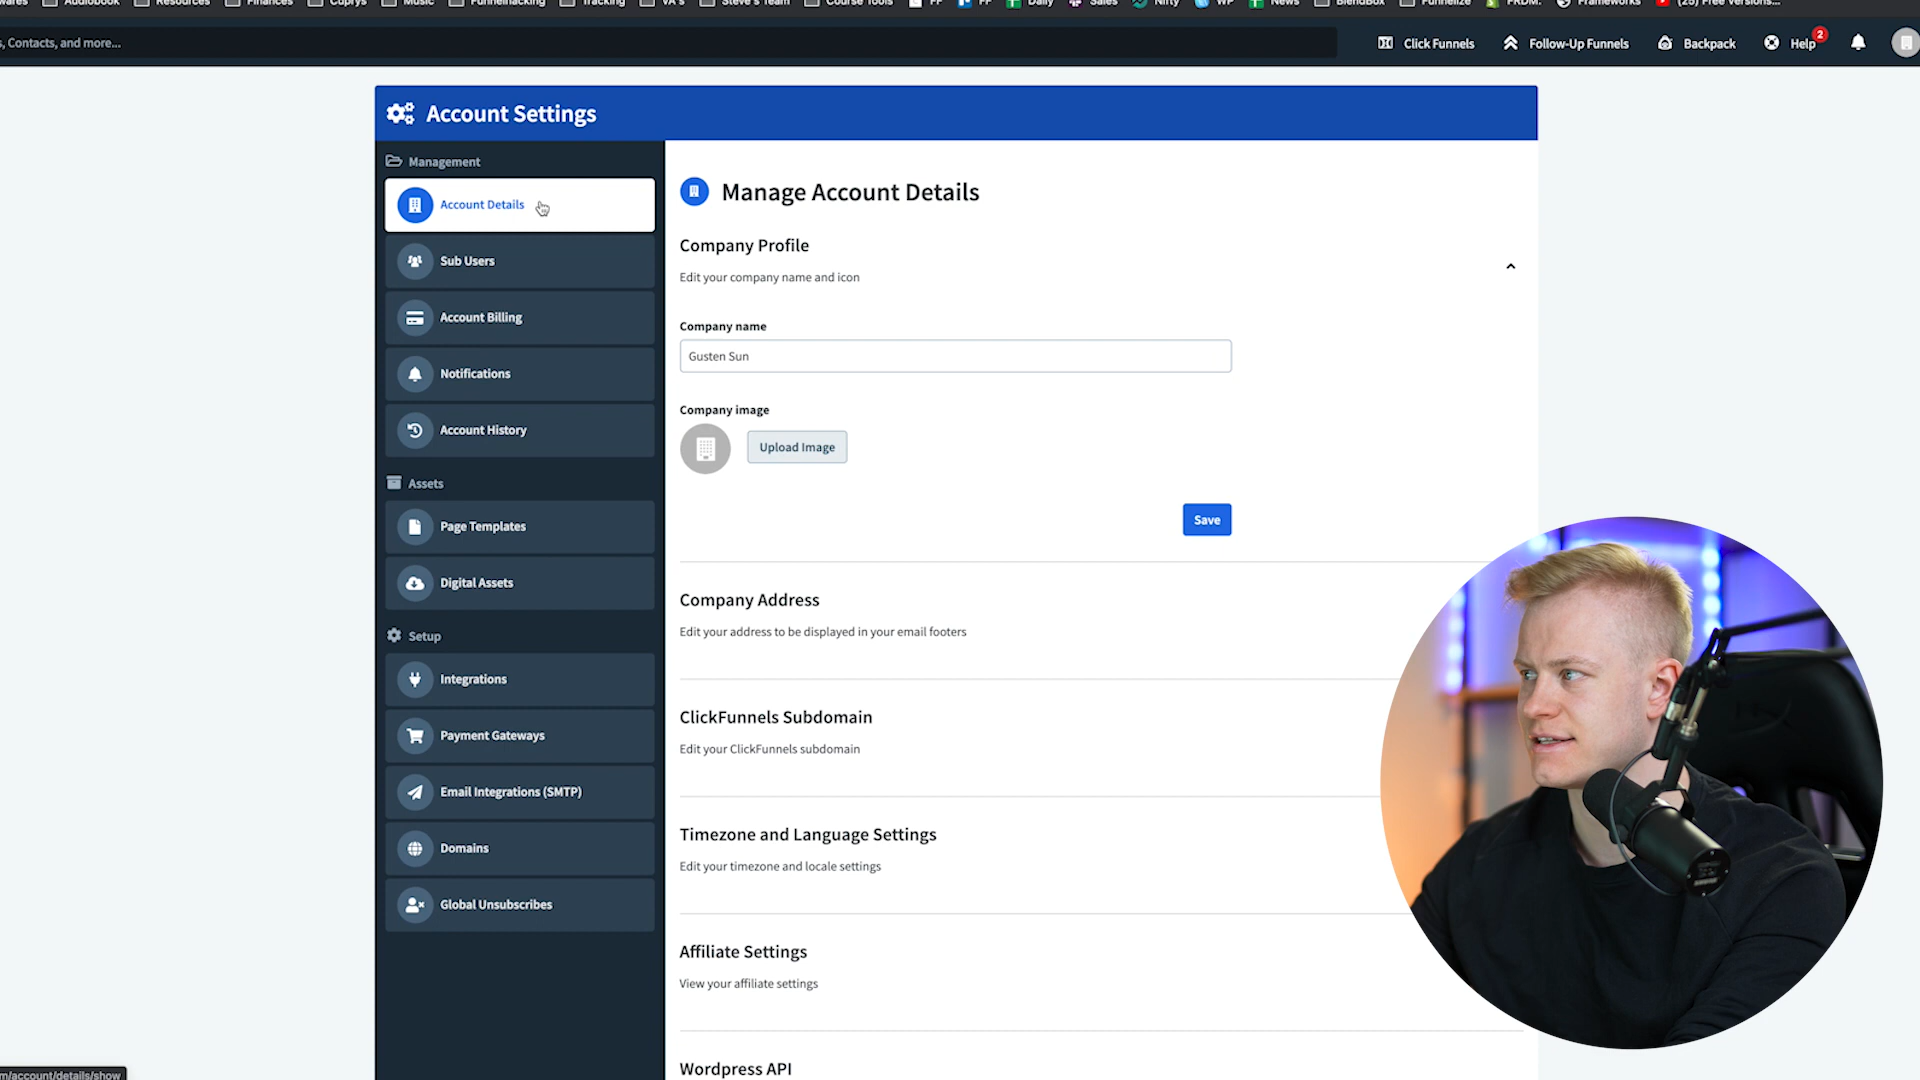 Audiobook Resources Finances Cuprys Music Funnelhacking Tracking VA's Steve's Team Course Tools FF FF Daily Sales Nifty WP News BlendBox Funnelize FRDM. Frameworks (25) Free Versions...
s, Contacts, and more...
Click Funnels Follow-Up Funnels Backpack Help 2
Account Settings
Management
Account Details
Sub Users
Account Billing
Notifications
Account History
Assets
Page Templates
Digital Assets
Setup
Integrations
Payment Gateways
Email Integrations (SMTP)
Domains
Global Unsubscribes
Manage Account Details
Company Profile
Edit your company name and icon
Company name
Gusten Sun
Company image
Upload Image
Save
Company Address
Edit your address to be displayed in your email footers
ClickFunnels Subdomain
Edit your ClickFunnels subdomain
Timezone and Language Settings
Edit your timezone and locale settings
Affiliate Settings
View your affiliate settings
Wordpress API
m/account/details/show